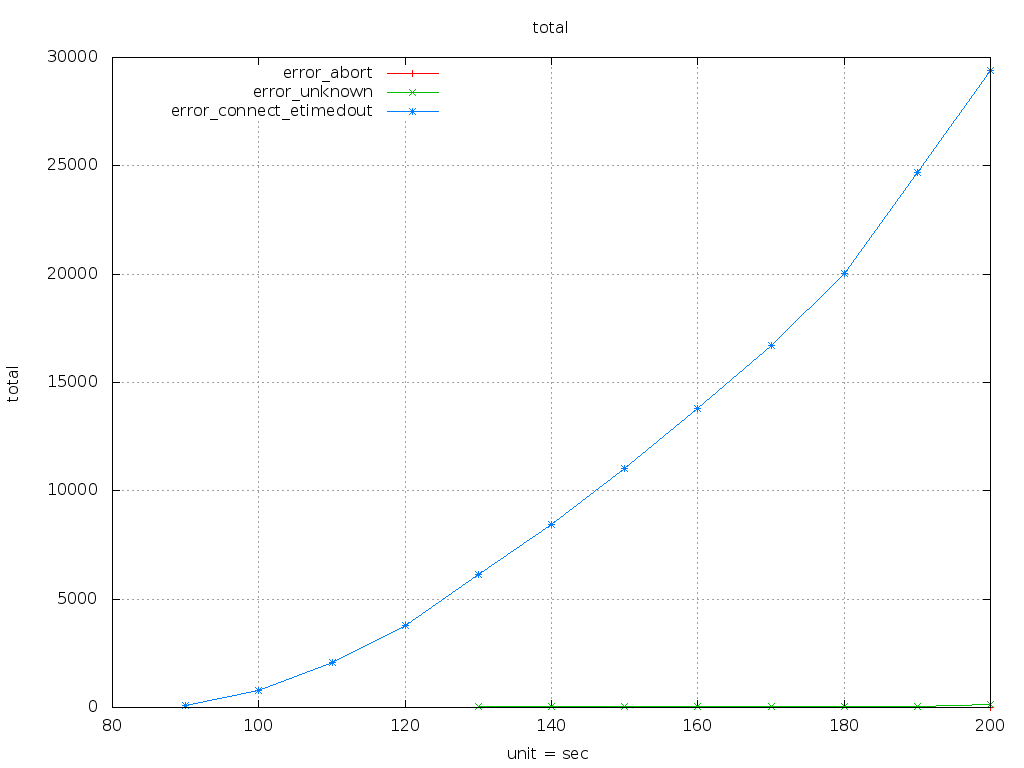 total
30000
25000
20000
15000
10000
5000
0
total
error_abort
error_unknown
error_connect_etimedout
80 100 120 140 160 180 200
unit = sec